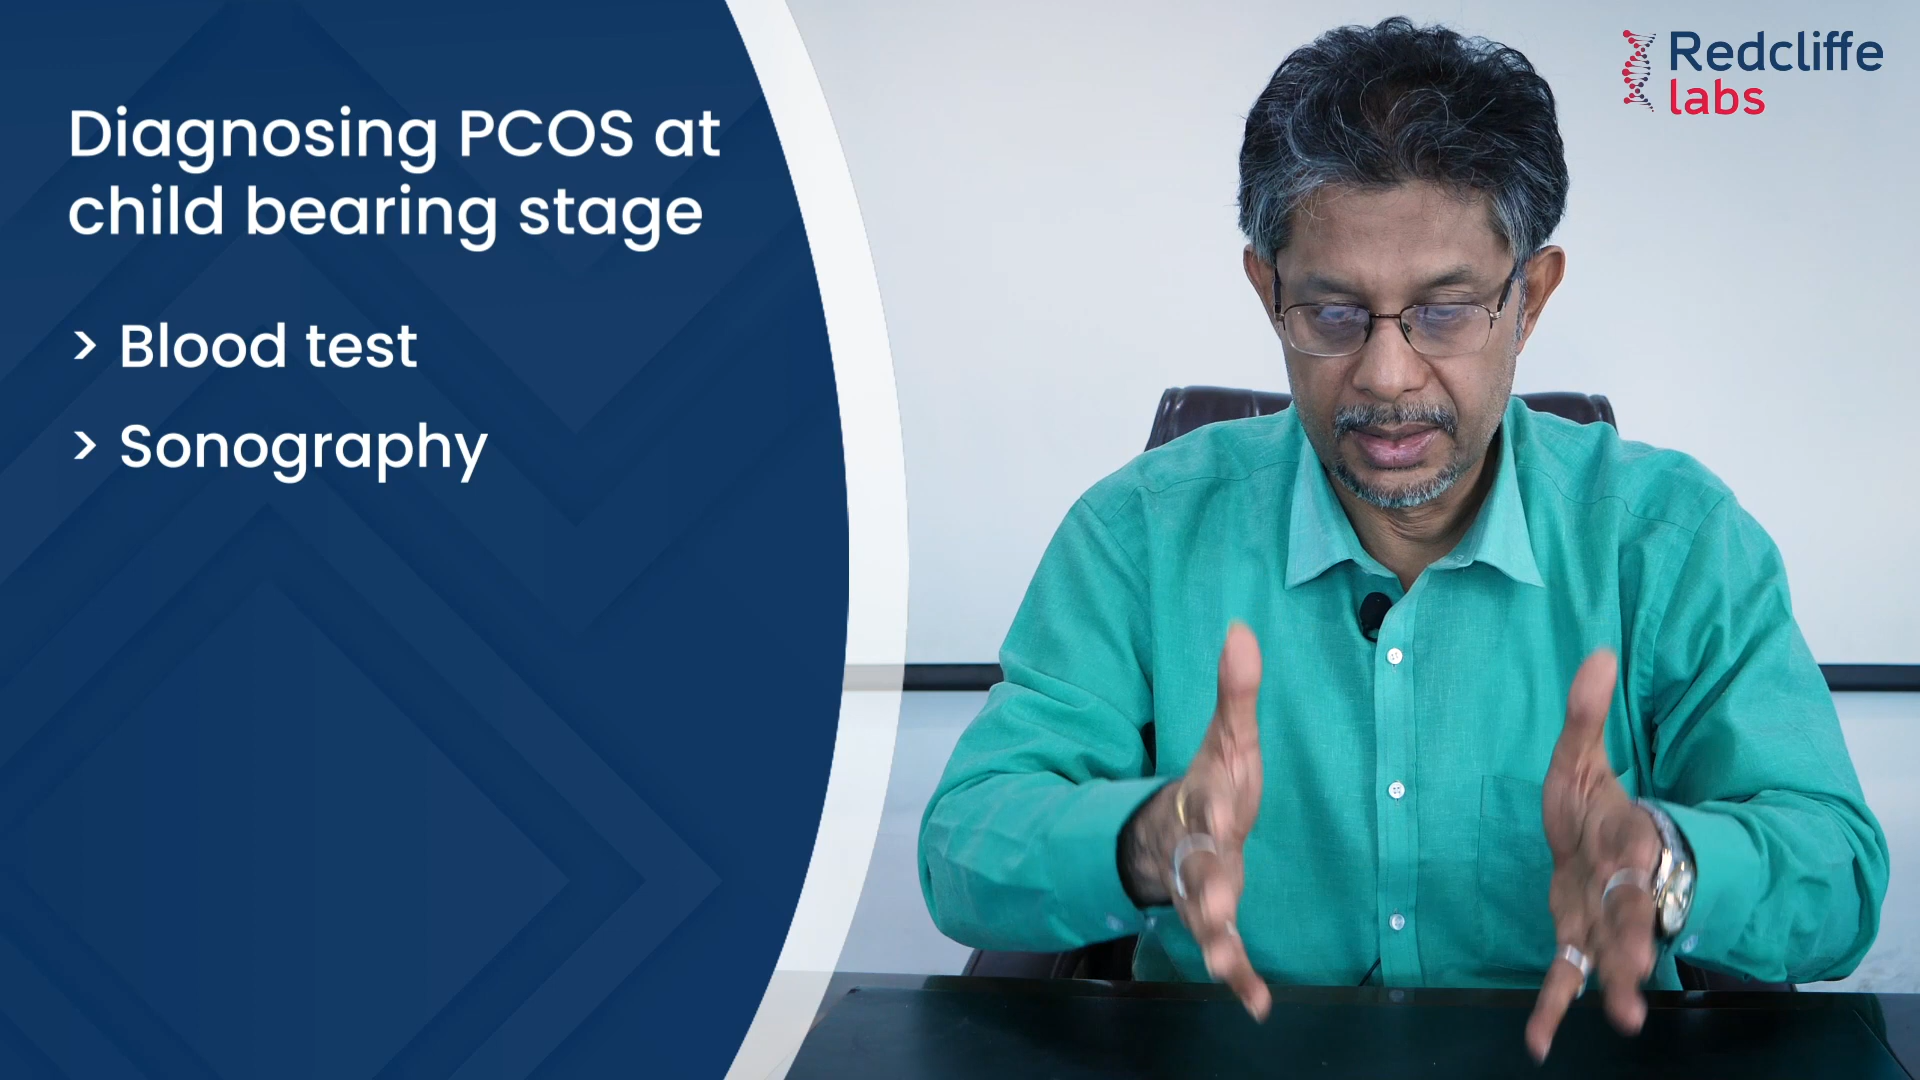 Diagnosing PCOS at
child bearing stage
> Blood test
> Sonography
Redcliffe
labs